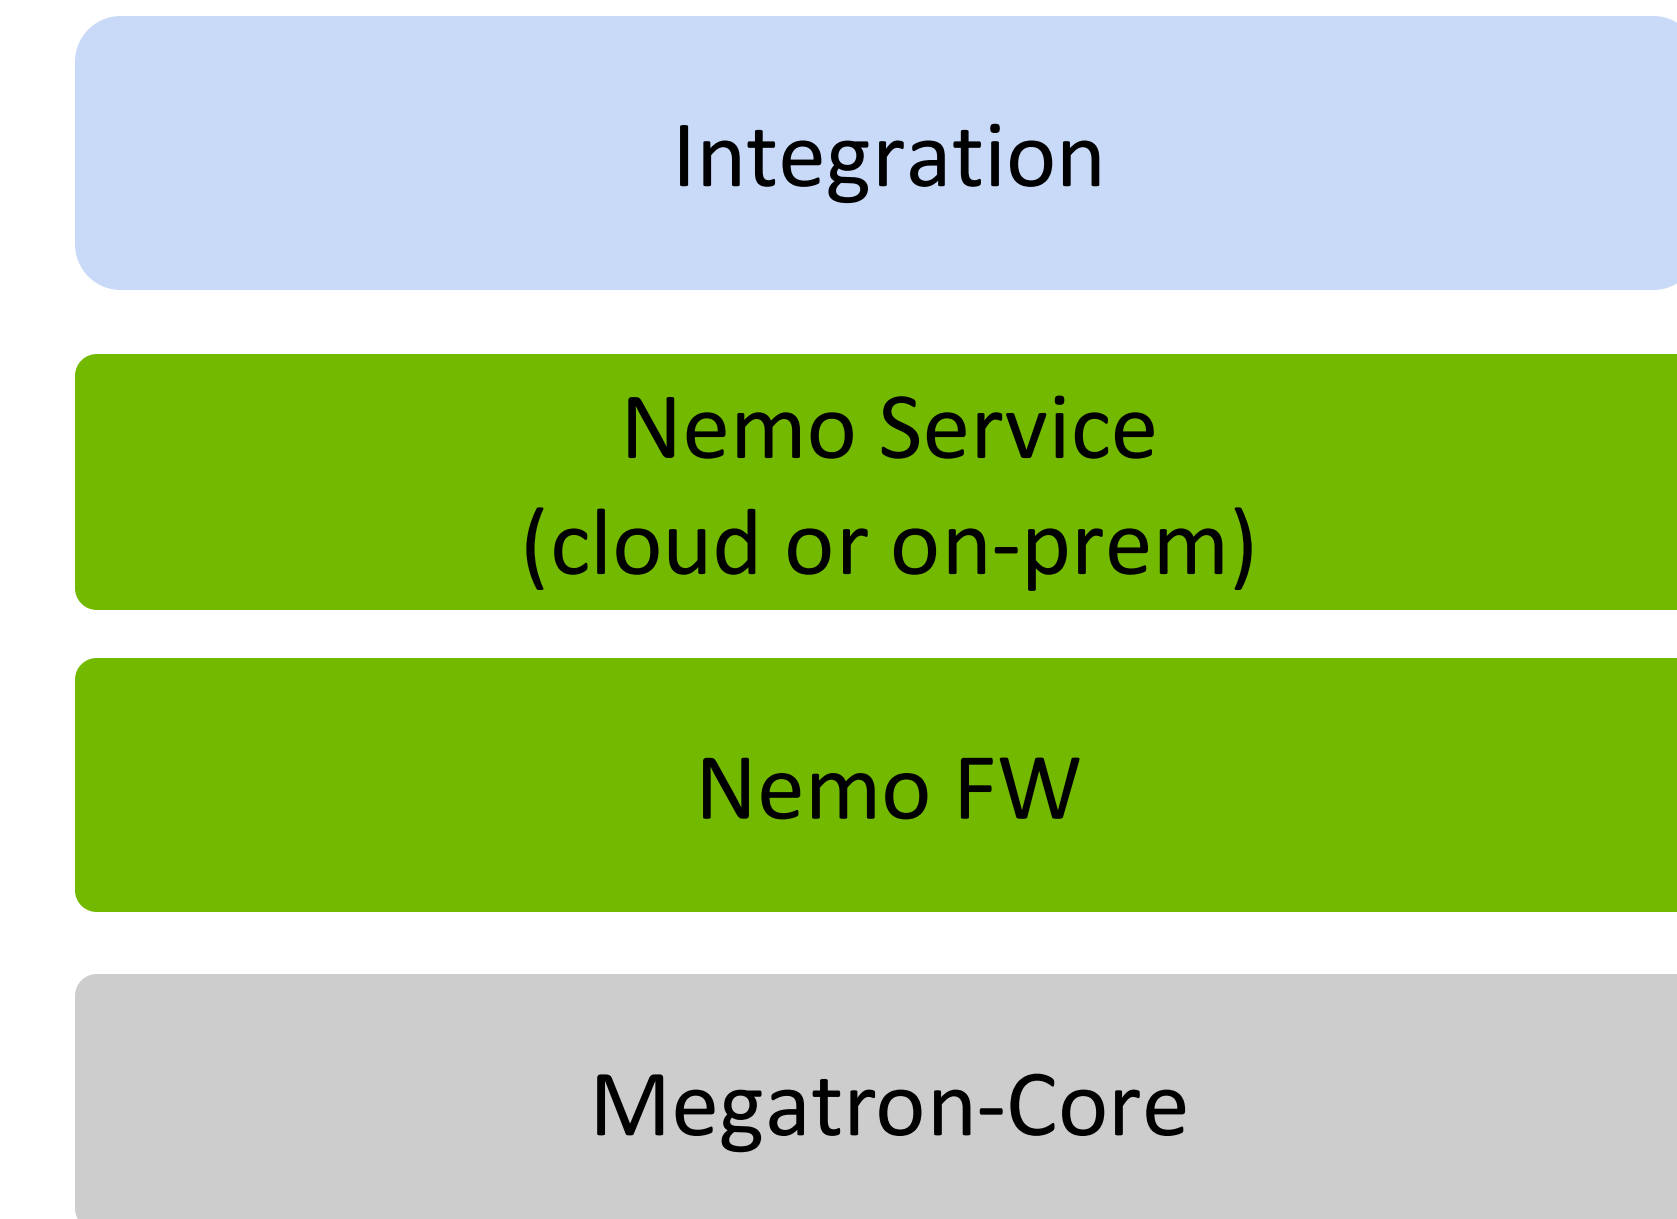 Integration
Nemo Service
(cloud or on-prem)
Nemo FW
Megatron-Core